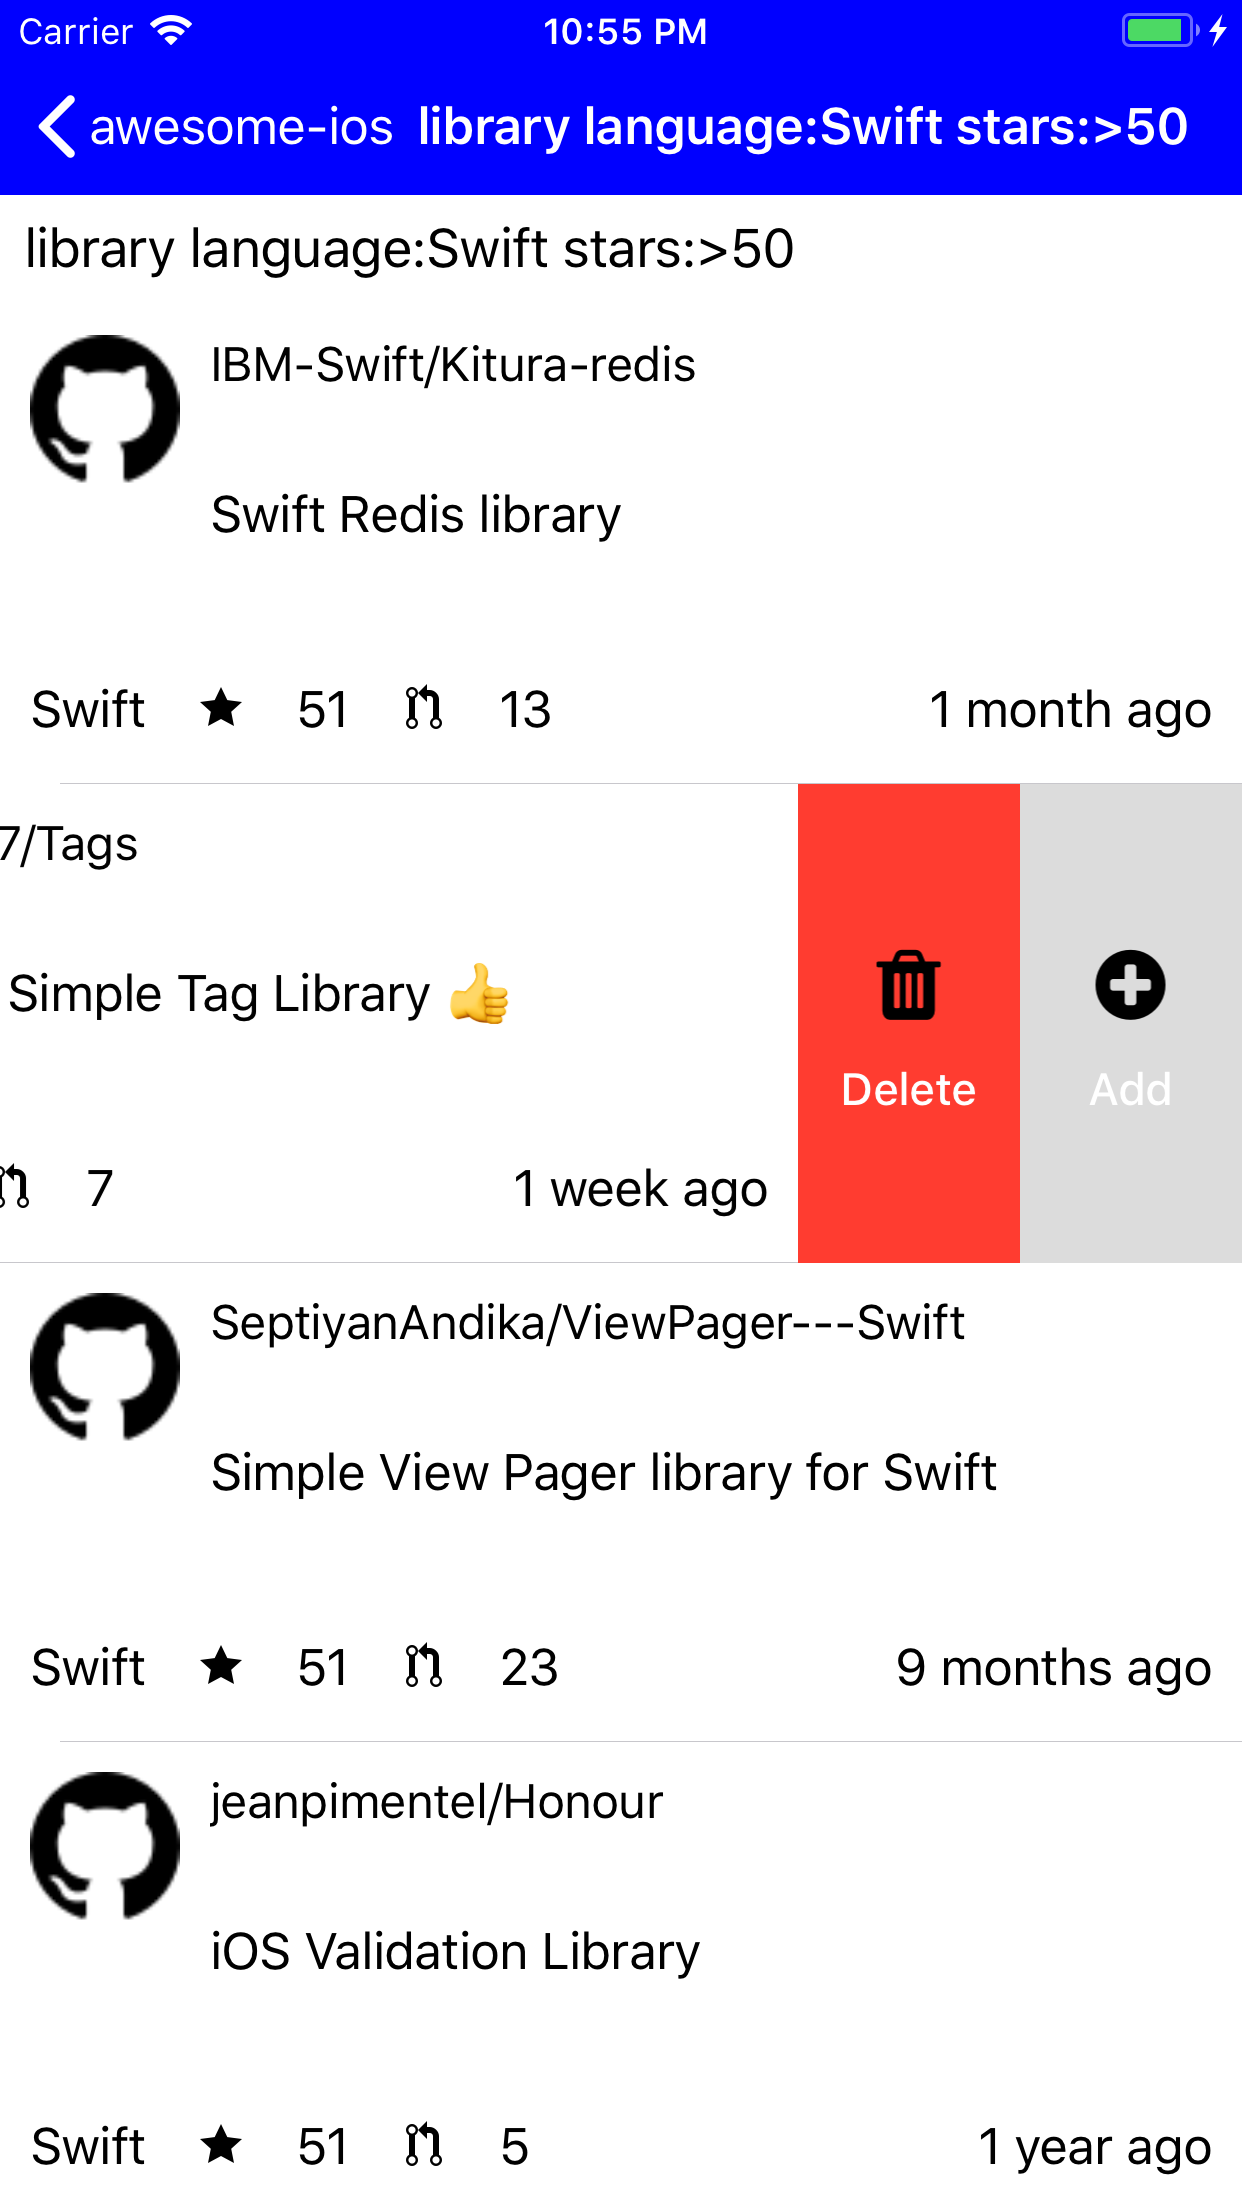 Carrier 10:55 PM
awesome-ios library language:Swift stars:>50
library language:Swift stars:>50
IBM-Swift/Kitura-redis
Swift Redis library
Swift 51 13 1 month ago
7/Tags
Simple Tag Library 👍
Delete Add
7 1 week ago
SeptiyanAndika/ViewPager---Swift
Simple View Pager library for Swift
Swift 51 23 9 months ago
jeanpimentel/Honour
iOS Validation Library
Swift 51 5 1 year ago